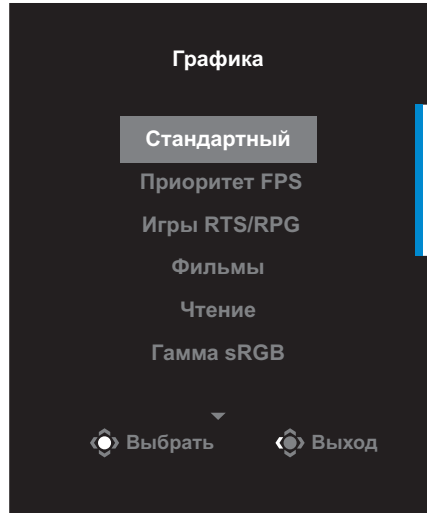 Графика
Стандартный
Приоритет FPS
Игры RTS/RPG
Фильмы
Чтение
Гамма sRGB
Выбрать Выход